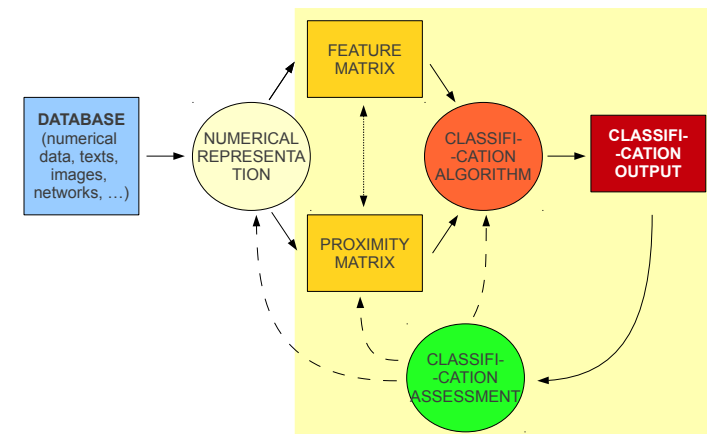 FEATURE
MATRIX
DATABASE
(numerical
data, texts,
images,
networks, …)
NUMERICAL
REPRESENTA
TION
CLASSIFI-
-CATION
ALGORITHM
CLASSIFI-
-CATION
OUTPUT
PROXIMITY
MATRIX
CLASSIFI-
-CATION
ASSESSMENT